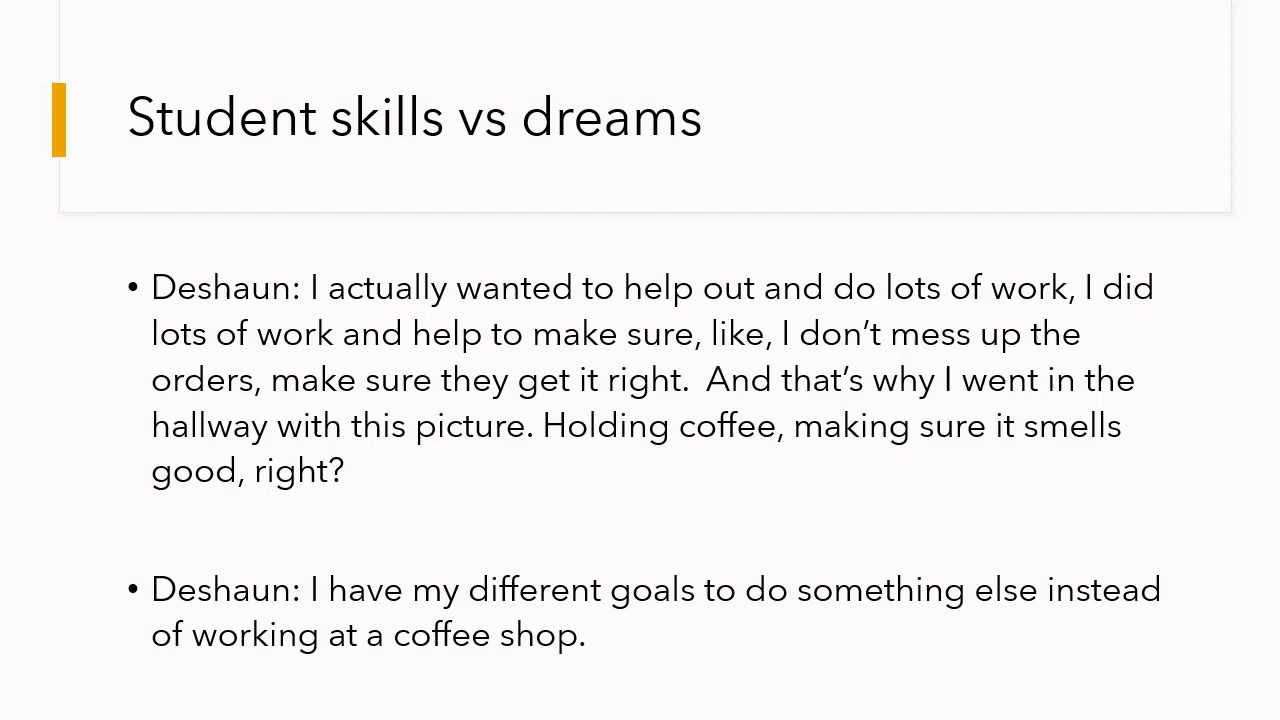 Student skills vs dreams
• Deshaun: I actually wanted to help out and do lots of work, I did
lots of work and help to make sure, like, I don’t mess up the
orders, make sure they get it right.  And that’s why I went in the
hallway with this picture. Holding coffee, making sure it smells
good, right?
• Deshaun: I have my different goals to do something else instead
of working at a coffee shop.